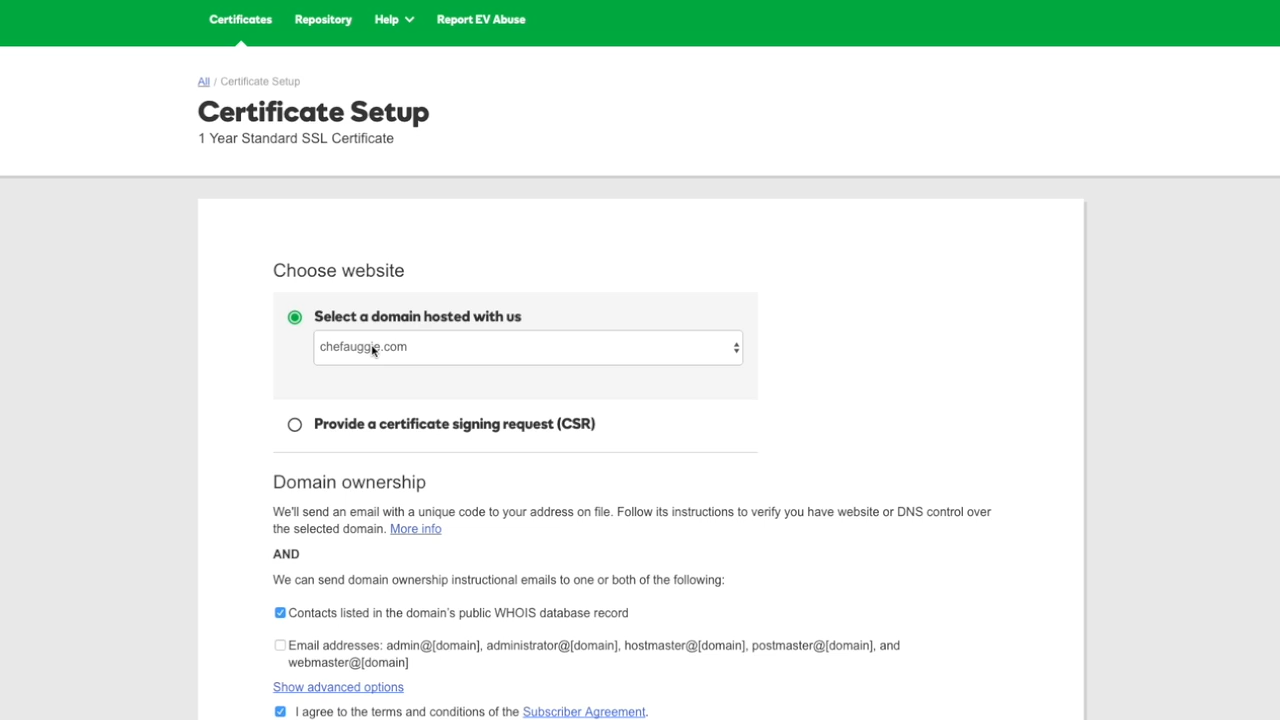 Certificates Repository Help Report EV Abuse
All / Certificate Setup
Certificate Setup
1 Year Standard SSL Certificate
Choose website
Select a domain hosted with us
chefauggie.com
Provide a certificate signing request (CSR)
Domain ownership
We'll send an email with a unique code to your address on file. Follow its instructions to verify you have website or DNS control over
the selected domain. More info
AND
We can send domain ownership instructional emails to one or both of the following:
Contacts listed in the domain's public WHOIS database record
Email addresses: admin@[domain], administrator@[domain], hostmaster@[domain], postmaster@[domain], and
webmaster@[domain]
Show advanced options
I agree to the terms and conditions of the Subscriber Agreement.